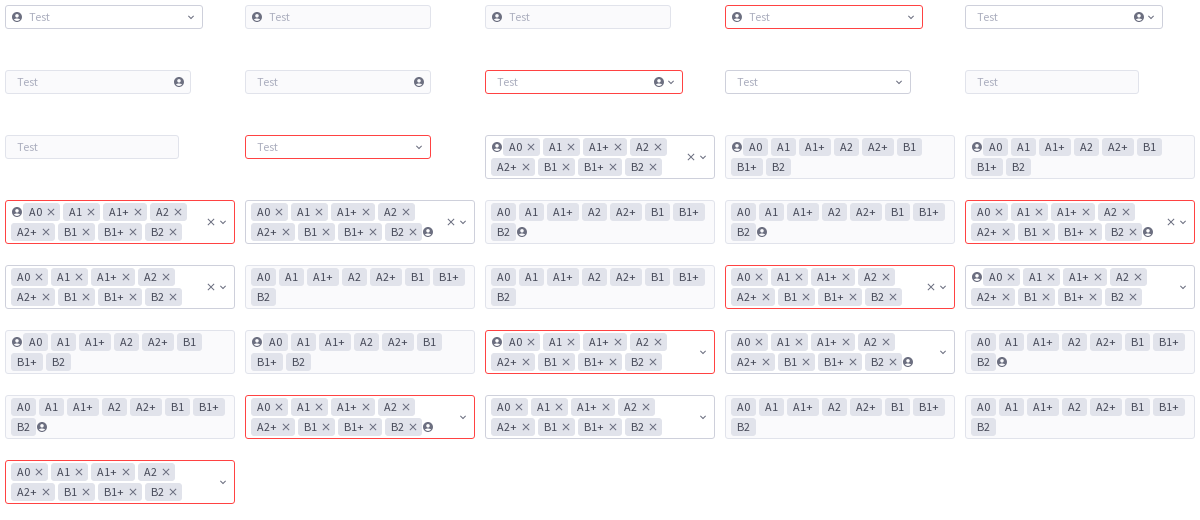 Test Test Test Test Test
Test Test Test Test Test
Test Test A0 A1 A1+ A2 A0 A1 A1+ A2 A2+ B1 A0 A1 A1+ A2 A2+ B1
A2+ B1 B1+ B2 B1+ B2 B1+ B2
A0 A1 A1+ A2 A0 A1 A1+ A2 A0 A1 A1+ A2 A2+ B1 B1+ A0 A1 A1+ A2 A2+ B1 B1+ A0 A1 A1+ A2
A2+ B1 B1+ B2 A2+ B1 B1+ B2 B2 B2 A2+ B1 B1+ B2
A0 A1 A1+ A2 A0 A1 A1+ A2 A2+ B1 B1+ A0 A1 A1+ A2 A2+ B1 B1+ A0 A1 A1+ A2 A0 A1 A1+ A2
A2+ B1 B1+ B2 B2 B2 A2+ B1 B1+ B2 A2+ B1 B1+ B2
A0 A1 A1+ A2 A2+ B1 A0 A1 A1+ A2 A2+ B1 A0 A1 A1+ A2 A0 A1 A1+ A2 A0 A1 A1+ A2 A2+ B1 B1+
B1+ B2 B1+ B2 A2+ B1 B1+ B2 A2+ B1 B1+ B2 B2
A0 A1 A1+ A2 A2+ B1 B1+ A0 A1 A1+ A2 A0 A1 A1+ A2 A0 A1 A1+ A2 A2+ B1 B1+ A0 A1 A1+ A2 A2+ B1 B1+
B2 A2+ B1 B1+ B2 A2+ B1 B1+ B2 B2 B2
A0 A1 A1+ A2
A2+ B1 B1+ B2